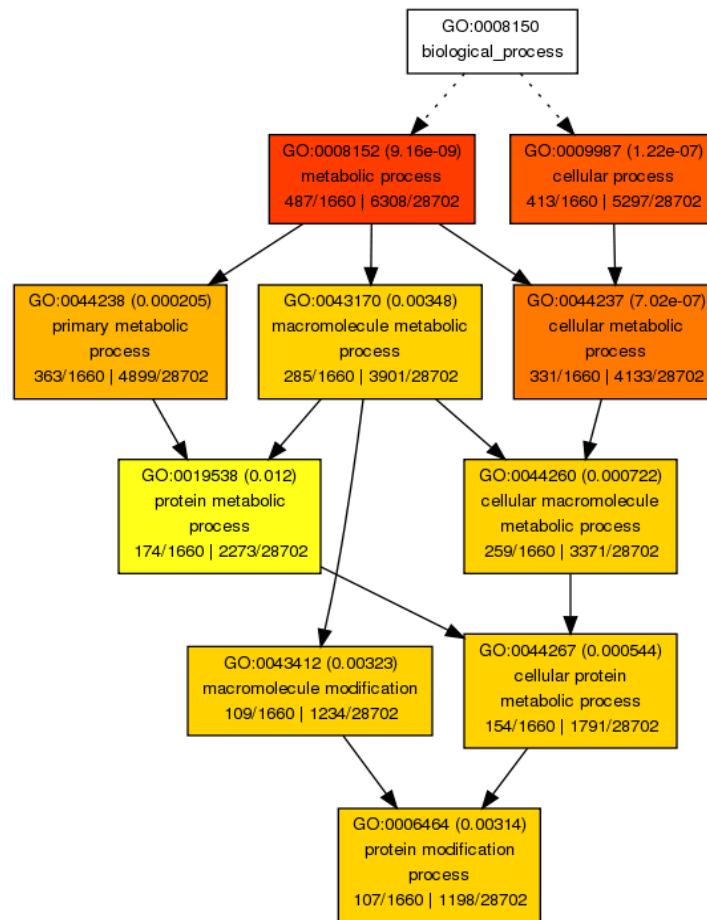 GO:0008150
biological_process
GO:0008152 (9.16e-09)
metabolic process
487/1660 | 6308/28702
GO:0009987 (1.22e-07)
cellular process
413/1660 | 5297/28702
GO:0044238 (0.000205)
primary metabolic
process
363/1660 | 4899/28702
GO:0043170 (0.00348)
macromolecule metabolic
process
285/1660 | 3901/28702
GO:0044237 (7.02e-07)
cellular metabolic
process
331/1660 | 4133/28702
GO:0019538 (0.012)
protein metabolic
process
174/1660 | 2273/28702
GO:0044260 (0.000722)
cellular macromolecule
metabolic process
259/1660 | 3371/28702
GO:0043412 (0.00323)
macromolecule modification
109/1660 | 1234/28702
GO:0044267 (0.000544)
cellular protein
metabolic process
154/1660 | 1791/28702
GO:0006464 (0.00314)
protein modification
process
107/1660 | 1198/28702